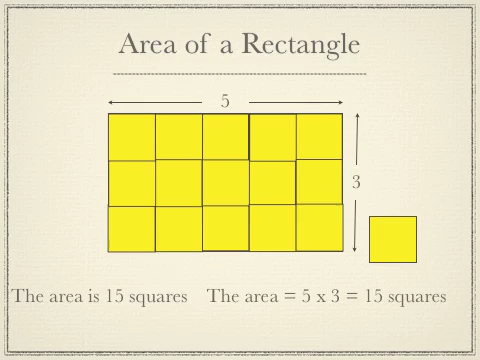 Area of a Rectangle
5
3
The area is 15 squares The area = 5 x 3 = 15 squares